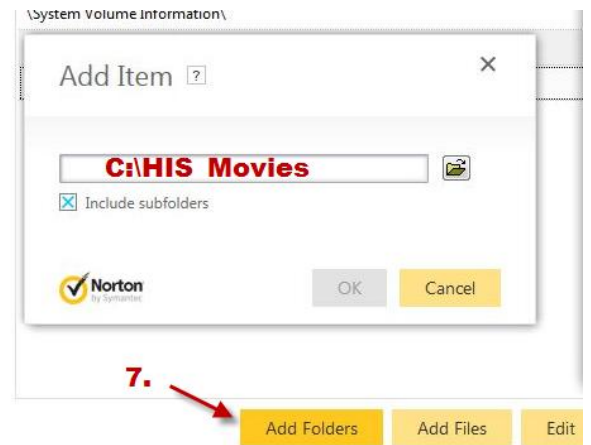 \System Volume Information\
Add Item ?
C:\HIS Movies
Include subfolders
Norton
by Symantec
OK Cancel
7.
Add Folders Add Files Edit